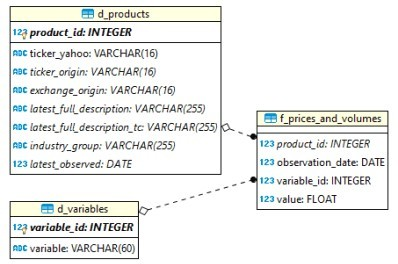 d_products
123 product_id: INTEGER
ABC ticker_yahoo: VARCHAR(16)
ABC ticker_origin: VARCHAR(16)
ABC exchange_origin: VARCHAR(16)
ABC latest_full_description: VARCHAR(255)
ABC latest_full_description_tc: VARCHAR(255)
ABC industry_group: VARCHAR(255)
123 latest_observed: DATE
f_prices_and_volumes
123 product_id: INTEGER
123 observation_date: DATE
123 variable_id: INTEGER
123 value: FLOAT
d_variables
123 variable_id: INTEGER
ABC variable: VARCHAR(60)